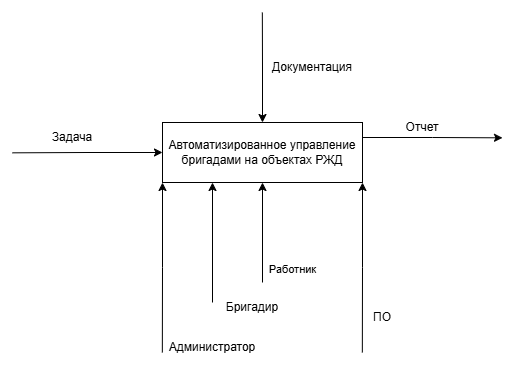 Документация
Задача
Отчет
Автоматизированное управление
бригадами на объектах РЖД
Работник
Бригадир
ПО
Администратор